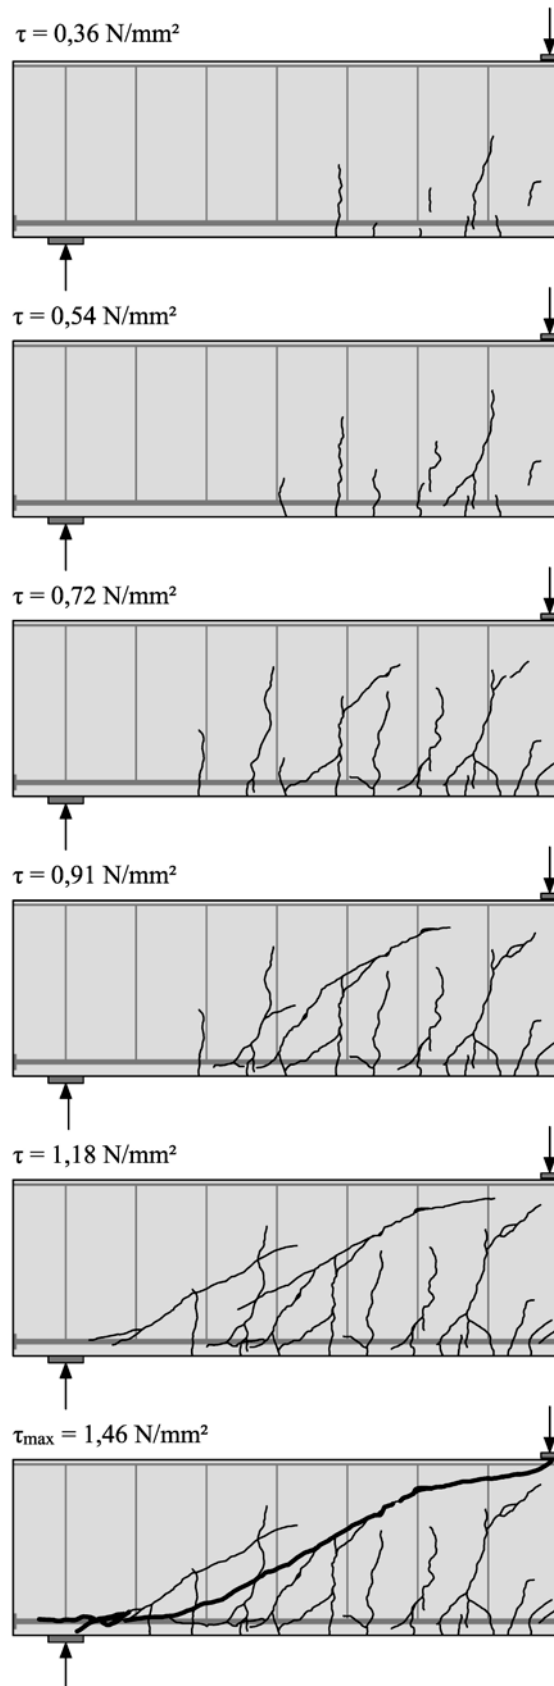 τ = 0,36 N/mm²
τ = 0,54 N/mm²
τ = 0,72 N/mm²
τ = 0,91 N/mm²
τ = 1,18 N/mm²
τmax = 1,46 N/mm²